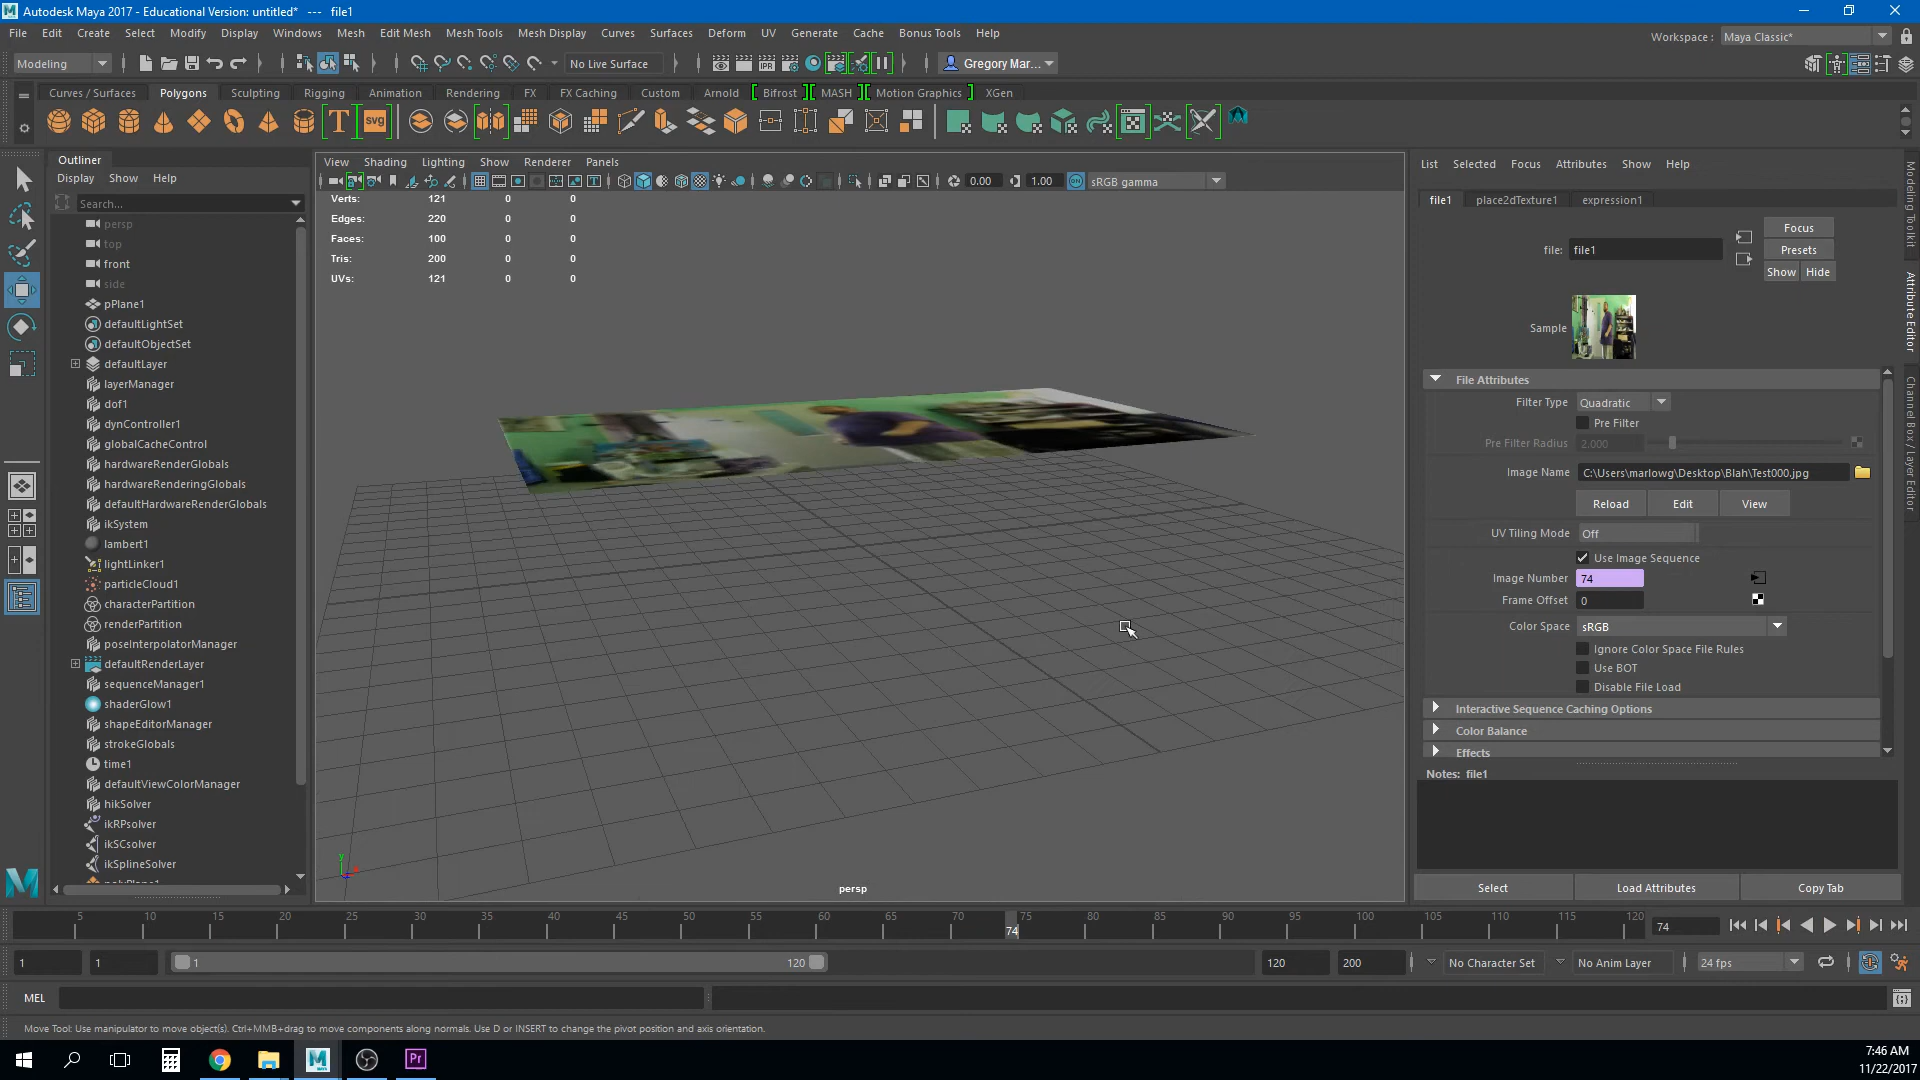 Autodesk Maya 2017 - Educational Version: untitled* --- file1
File Edit Create Select Modify Display Windows Mesh Edit Mesh Mesh Tools Mesh Display Curves Surfaces Deform UV Generate Cache Bonus Tools Help
Workspace : Maya Classic*
Modeling No Live Surface Gregory Mar...
Curves / Surfaces Polygons Sculpting Rigging Animation Rendering FX FX Caching Custom Arnold Bifrost MASH Motion Graphics XGen
T svg
Outliner
Display Show Help
Search...
persp
top
front
side
pPlane1
defaultLightSet
defaultObjectSet
defaultLayer
layerManager
dof1
dynController1
globalCacheControl
hardwareRenderGlobals
hardwareRenderingGlobals
defaultHardwareRenderGlobals
ikSystem
lambert1
lightLinker1
particleCloud1
characterPartition
renderPartition
poseInterpolatorManager
defaultRenderLayer
sequenceManager1
shaderGlow1
shapeEditorManager
strokeGlobals
time1
defaultViewColorManager
hikSolver
ikRPsolver
ikSCsolver
ikSplineSolver
polyPlane1
View Shading Lighting Show Renderer Panels
0.00 1.00 sRGB gamma
Verts: 121 0 0
Edges: 220 0 0
Faces: 100 0 0
Tris: 200 0 0
UVs: 121 0 0
y
persp
List Selected Focus Attributes Show Help
file1 place2dTexture1 expression1
Focus
file: file1 Presets
Show Hide
Sample
File Attributes
Filter Type Quadratic
Pre Filter
Pre Filter Radius 2.000
Image Name C:\Users\marlowg\Desktop\Blah\Test000.jpg
Reload Edit View
UV Tiling Mode Off
Use Image Sequence
Image Number 74
Frame Offset 0
Color Space sRGB
Ignore Color Space File Rules
Use BOT
Disable File Load
Interactive Sequence Caching Options
Color Balance
Effects
Notes: file1
Select Load Attributes Copy Tab
Modeling Toolkit
Attribute Editor
Channel Box / Layer Editor
5 10 15 20 25 30 35 40 45 50 55 60 65 70 75 80 85 90 95 100 105 110 115 120
74 74
1 1 1 120 120 200 No Character Set No Anim Layer 24 fps
MEL
Move Tool: Use manipulator to move object(s). Ctrl+MMB+drag to move components along normals. Use D or INSERT to change the pivot position and axis orientation.
Pr
7:46 AM
11/22/2017